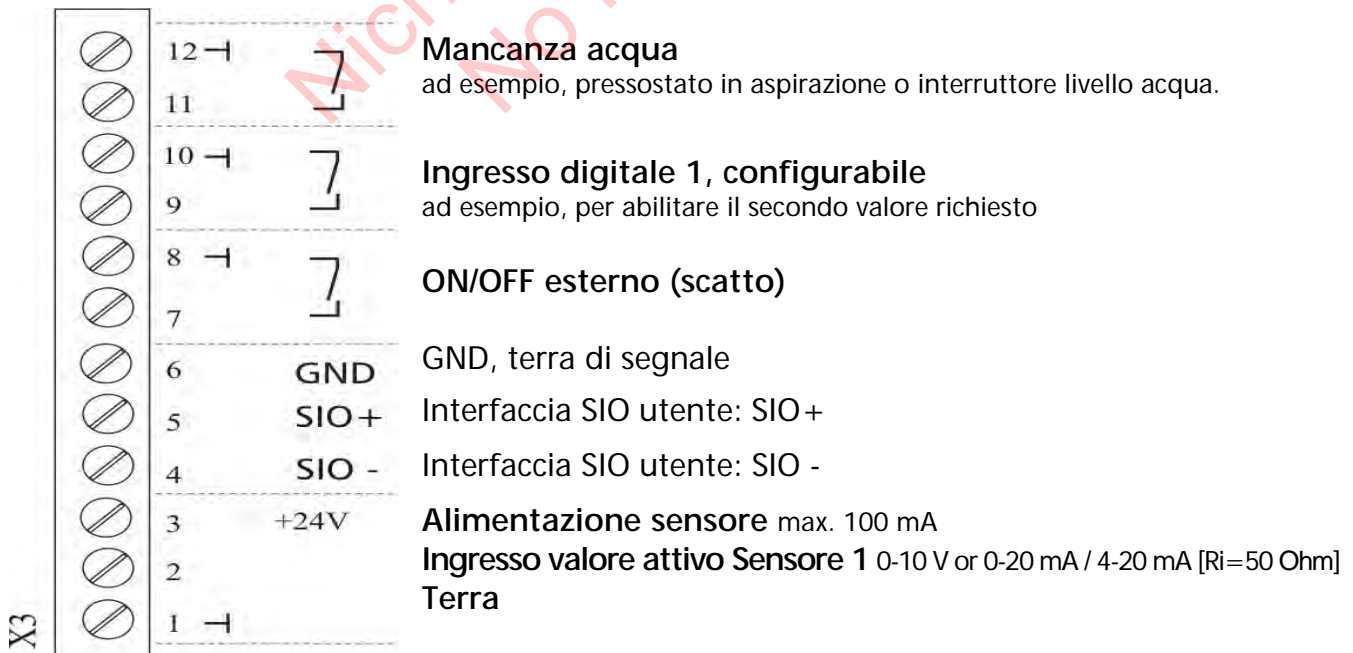 12 Mancanza acqua
ad esempio, pressostato in aspirazione o interruttore livello acqua.
11
10
Ingresso digitale 1, configurabile
9 ad esempio, per abilitare il secondo valore richiesto
8
ON/OFF esterno (scatto)
7
6 GND GND, terra di segnale
5 SIO+ Interfaccia SIO utente: SIO+
4 SIO - Interfaccia SIO utente: SIO -
3 +24V Alimentazione sensore max. 100 mA
2 Ingresso valore attivo Sensore 1 0-10 V or 0-20 mA / 4-20 mA [Ri=50 Ohm]
Terra
X3 1